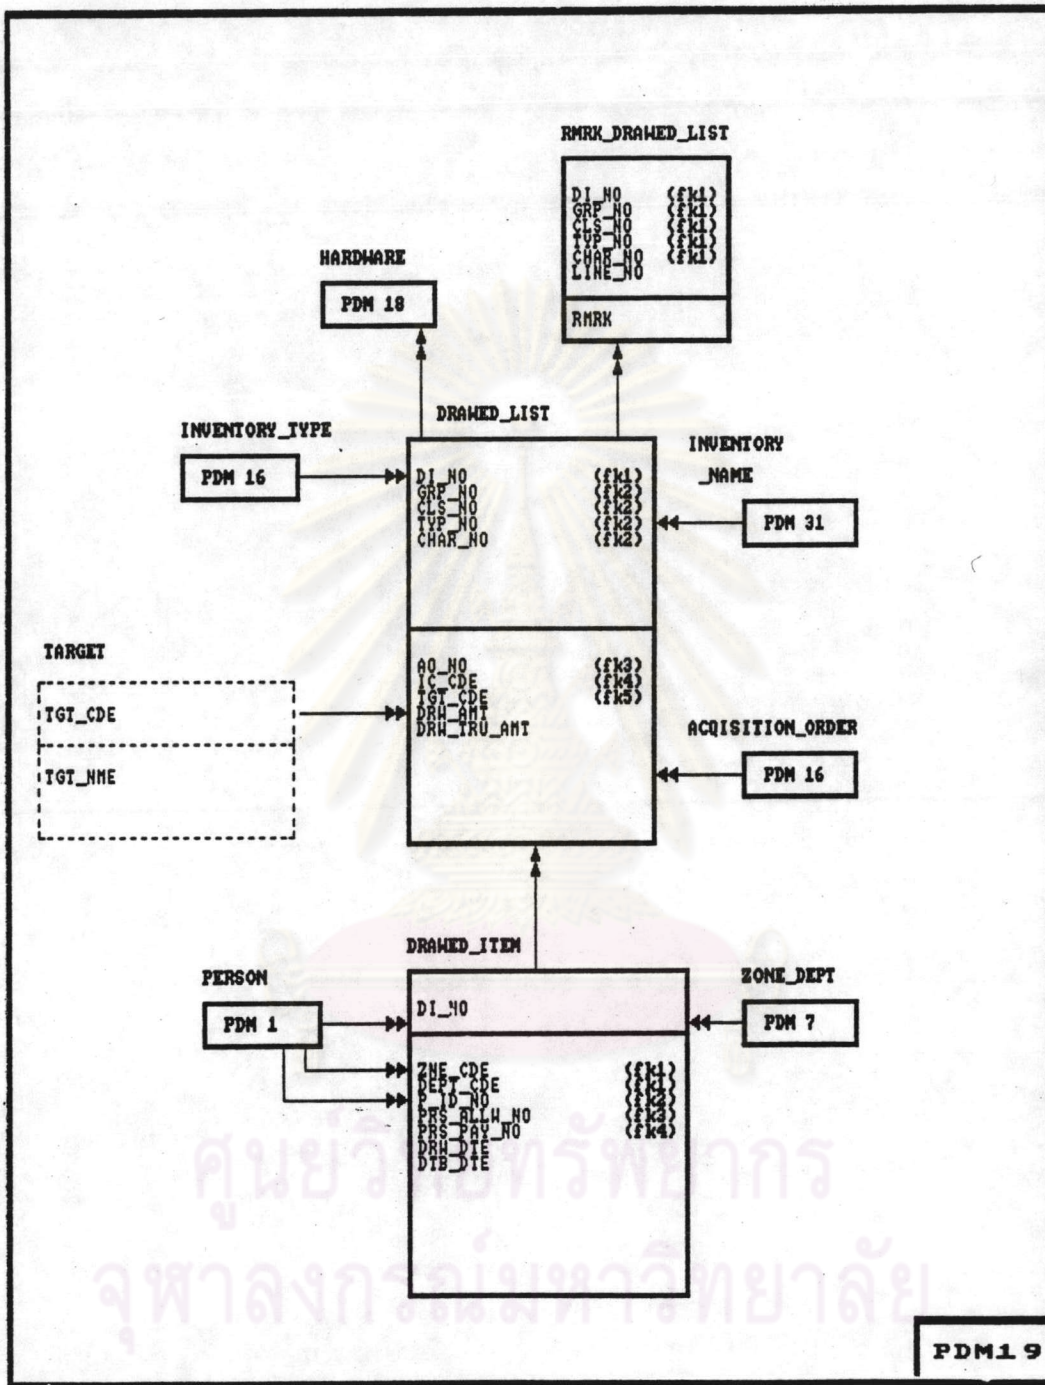 RMRK_DRAWED_LIST
DI_NO (fk1)
GRP_NO (fk1)
CLS_NO (fk1)
TYP_NO (fk1)
CHAR_NO (fk1)
LINE_NO
RMRK
HARDWARE
PDM 18
DRAWED_LIST
INVENTORY_TYPE
PDM 16
DI_NO (fk1)
GRP_NO (fk2)
CLS_NO (fk2)
TYP_NO (fk2)
CHAR_NO (fk2)
INVENTORY
_NAME
PDM 31
TARGET
TGT_CDE
TGT_NME
AO_NO (fk3)
IC_CDE (fk4)
TGT_CDE (fk5)
DRW_AMT
DRW_TRU_AMT
ACQISITION_ORDER
PDM 16
DRAWED_ITEM
PERSON
PDM 1
DI_NO
ZONE_DEPT
PDM 7
ZNE_CDE (fk1)
DEPT_CDE (fk1)
P_ID_NO (fk2)
PRS_ALLW_NO (fk3)
PRS_PAY_NO (fk4)
DRW_DTE
DTB_DTE
ศูนย์วิทยทรัพยากร
จุฬาลงกรณ์มหาวิทยาลัย
PDM19